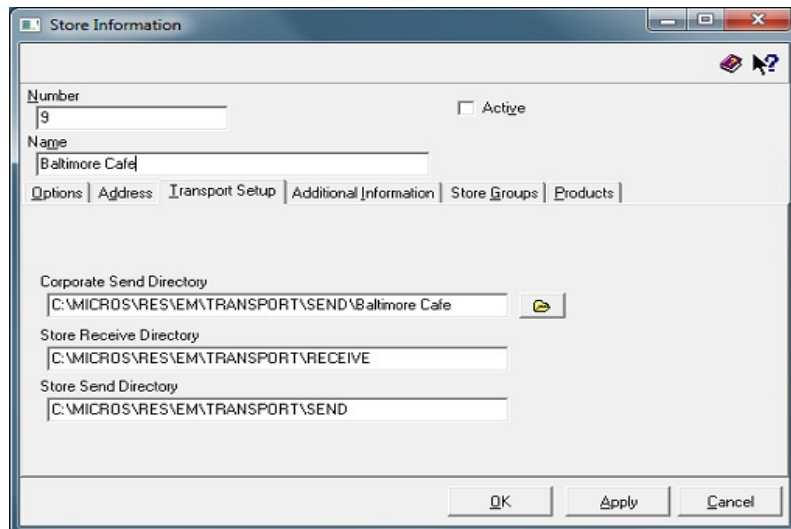 Store Information
Number
9
Active
Name
Baltimore Cafe
Options Address Transport Setup Additional Information Store Groups Products
Corporate Send Directory
C:\MICROS\RES\EM\TRANSPORT\SEND\Baltimore Cafe
Store Receive Directory
C:\MICROS\RES\EM\TRANSPORT\RECEIVE
Store Send Directory
C:\MICROS\RES\EM\TRANSPORT\SEND
OK Apply Cancel